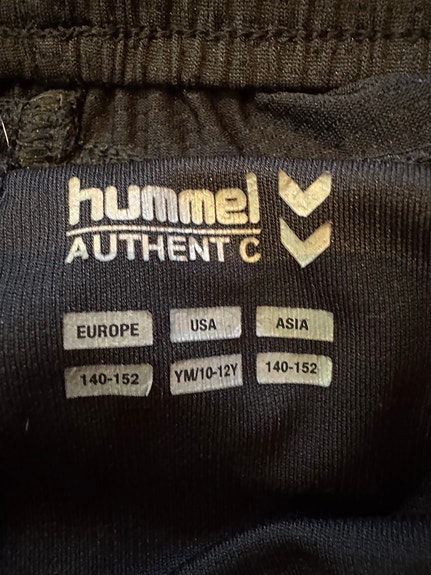 hummel
AUTHENT C
EUROPE USA ASIA
140-152 YM/10-12Y 140-152